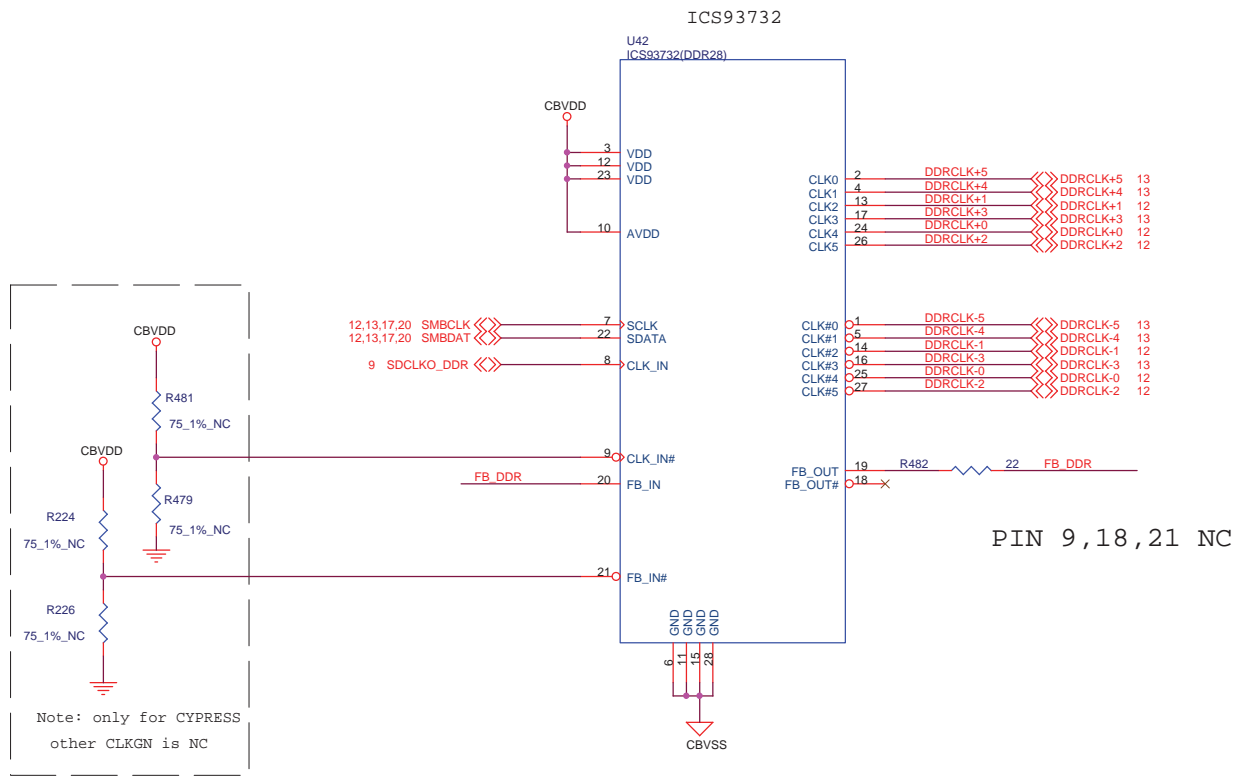 ICS93732
U42
ICS93732(DDR28)
CBVDD
3 VDD
12 VDD
23 VDD
10 AVDD
12,13,17,20 SMBCLK 7 SCLK
12,13,17,20 SMBDAT 22 SDATA
9 SDCLKO_DDR 8 CLK_IN
9 CLK_IN#
FB_DDR 20 FB_IN
21 FB_IN#
CLK0 2 DDRCLK+5 DDRCLK+5 13
CLK1 4 DDRCLK+4 DDRCLK+4 13
CLK2 13 DDRCLK+1 DDRCLK+1 12
CLK3 17 DDRCLK+3 DDRCLK+3 13
CLK4 24 DDRCLK+0 DDRCLK+0 12
CLK5 26 DDRCLK+2 DDRCLK+2 12
CLK#0 1 DDRCLK-5 DDRCLK-5 13
CLK#1 5 DDRCLK-4 DDRCLK-4 13
CLK#2 14 DDRCLK-1 DDRCLK-1 12
CLK#3 16 DDRCLK-3 DDRCLK-3 13
CLK#4 25 DDRCLK-0 DDRCLK-0 12
CLK#5 27 DDRCLK-2 DDRCLK-2 12
FB_OUT 19 R482 22 FB_DDR
FB_OUT# 18
PIN 9,18,21 NC
GND GND GND GND
6 11 15 28
CBVSS
CBVDD
R481
75_1%_NC
CBVDD
R479
75_1%_NC
R224
75_1%_NC
R226
75_1%_NC
Note: only for CYPRESS
other CLKGN is NC